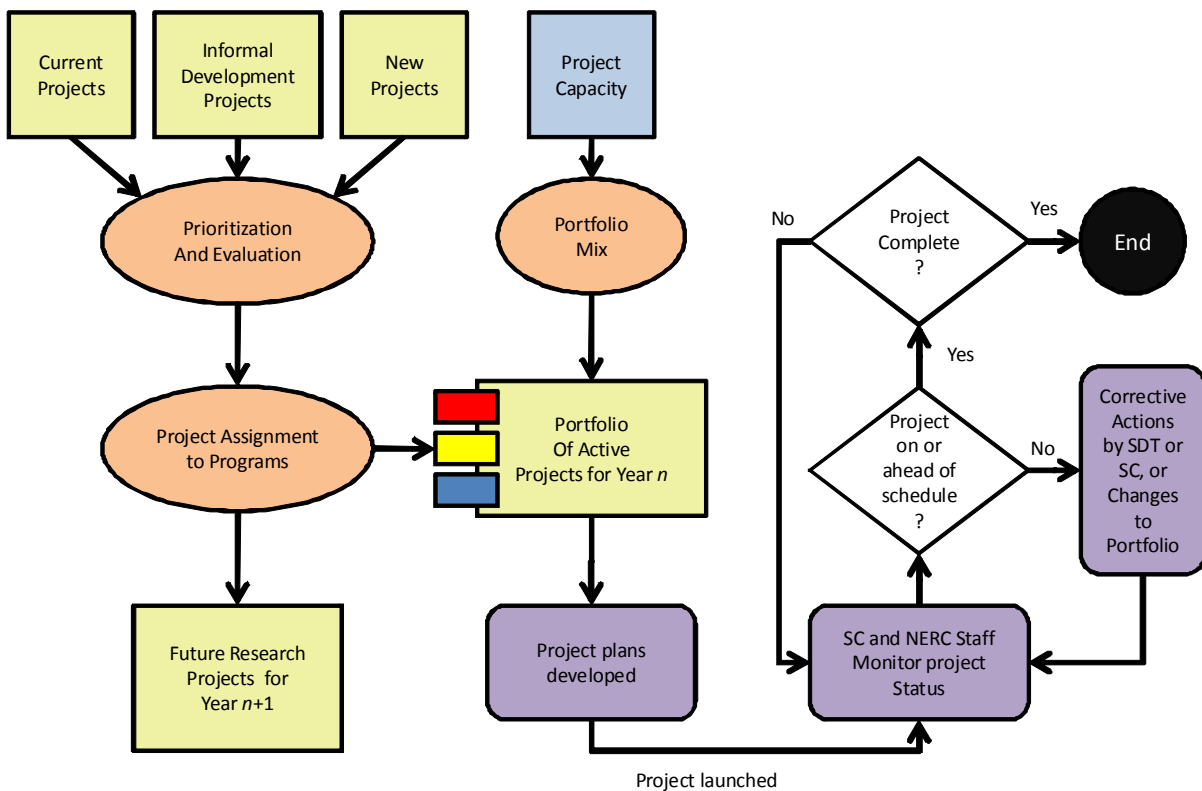 Current
Projects
Informal
Development
Projects
New
Projects
Project
Capacity
Prioritization
And Evaluation
Portfolio
Mix
No
Project
Complete
?
Yes
End
Yes
Project Assignment
to Programs
Portfolio
Of Active
Projects for Year n
Project
on or
ahead of
schedule
?
No
Corrective
Actions
by SDT or
SC, or
Changes
to
Portfolio
Future Research
Projects for
Year n+1
Project plans
developed
SC and NERC Staff
Monitor project
Status
Project launched